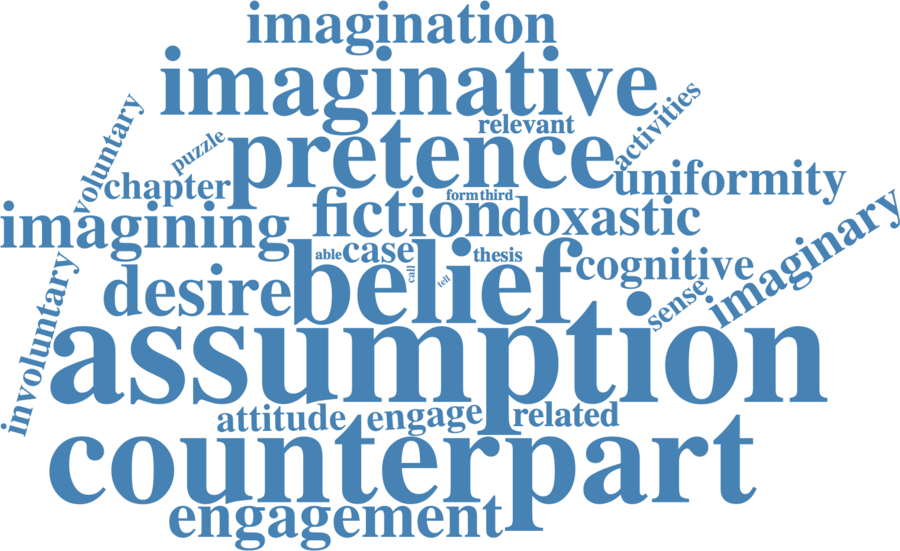 imagination
imaginative
relevant
activities
voluntary
puzzle
pretence
chapter
uniformity
form third
imagining
fiction
doxastic
imaginary
able
case
call
tell
thesis
cognitive
involuntary
desire
belief
sense
assumption
attitude
engage
related
counterpart
engagement